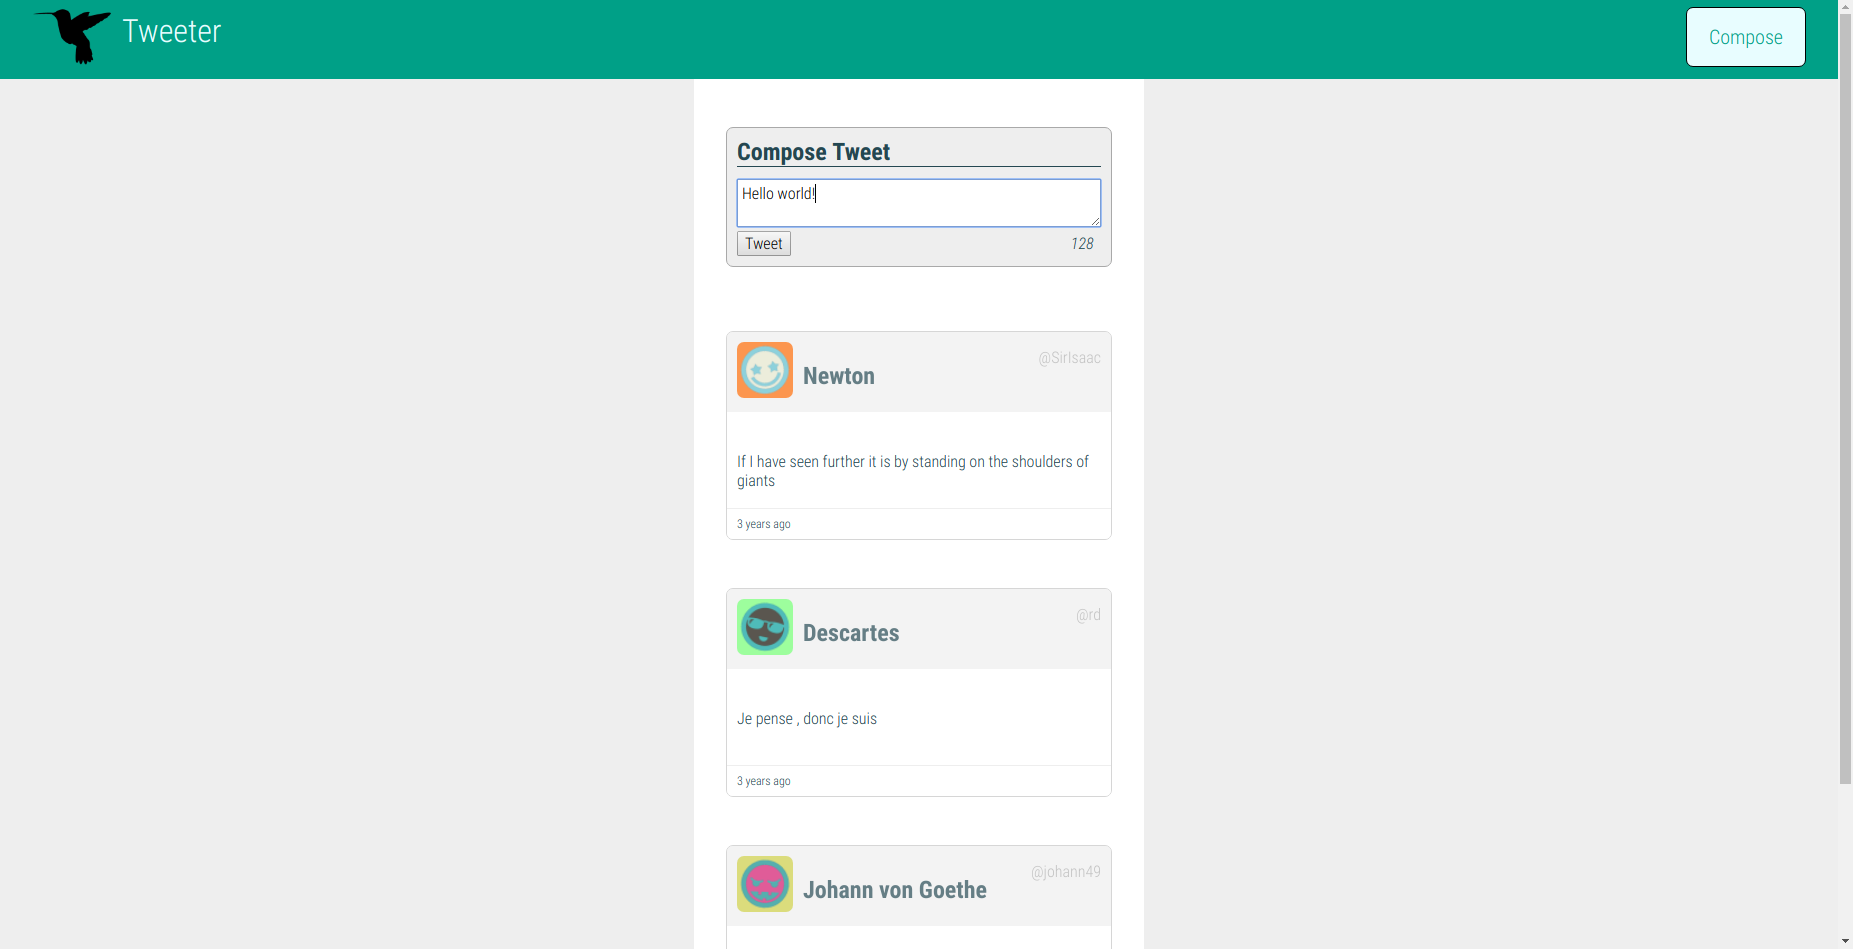 Tweeter
Compose
Compose Tweet
Hello world!
Tweet
128
@SirIsaac
Newton
If I have seen further it is by standing on the shoulders of
giants
3 years ago
@rd
Descartes
Je pense , donc je suis
3 years ago
@johann49
Johann von Goethe